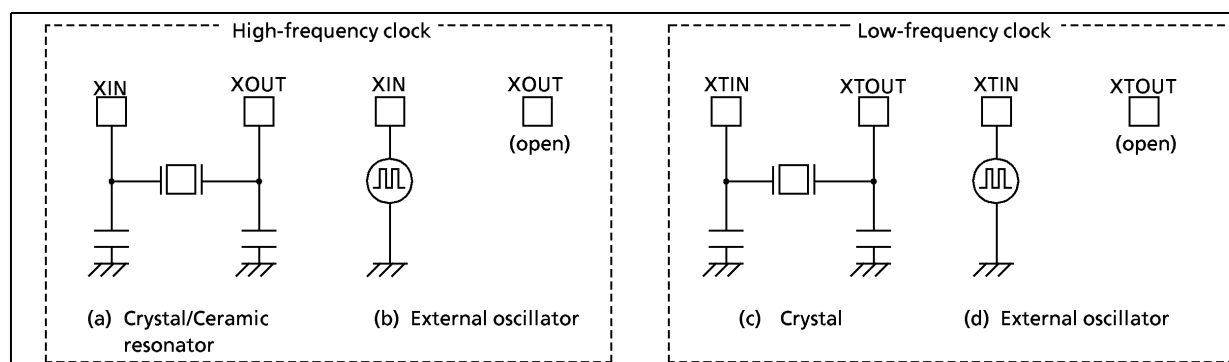 High-frequency clock
Low-frequency clock
XIN
XOUT
XIN
XOUT
XTIN
XTOUT
XTIN
XTOUT
(open)
(open)
(a) Crystal/Ceramic
resonator
(b) External oscillator
(c) Crystal
(d) External oscillator